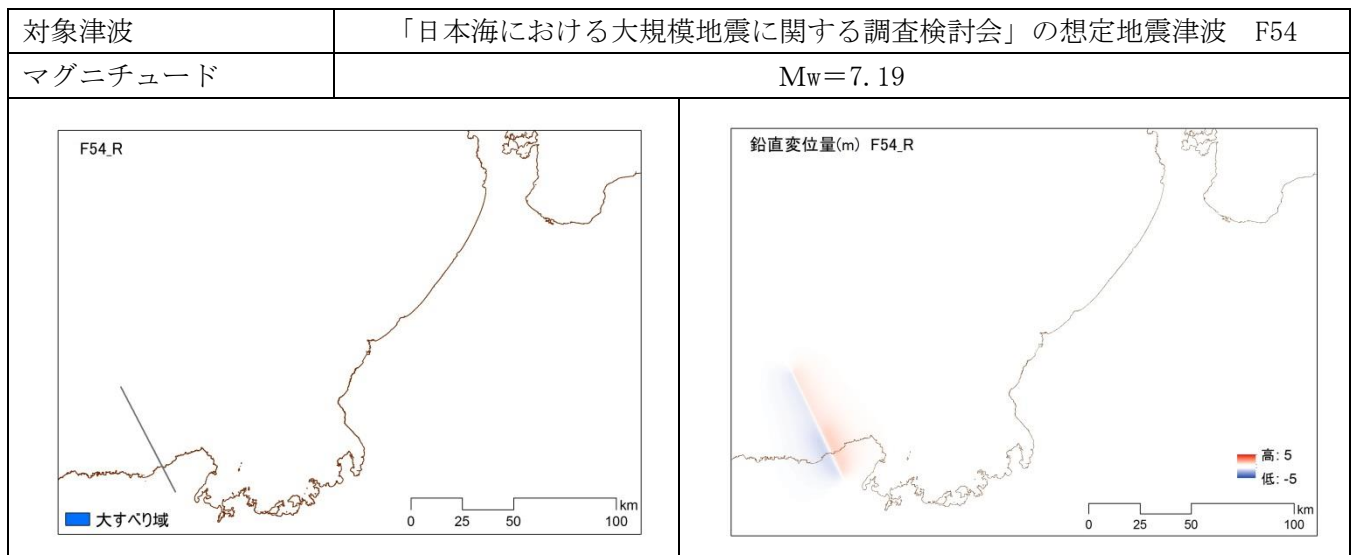 対象津波
「日本海における大規模地震に関する調査検討会」の想定地震津波　F54
マグニチュード
Mw＝7.19
F54_R
大すべり域
0 25 50 100
km
鉛直変位量(m) F54_R
高: 5
低: -5
km
0 25 50 100